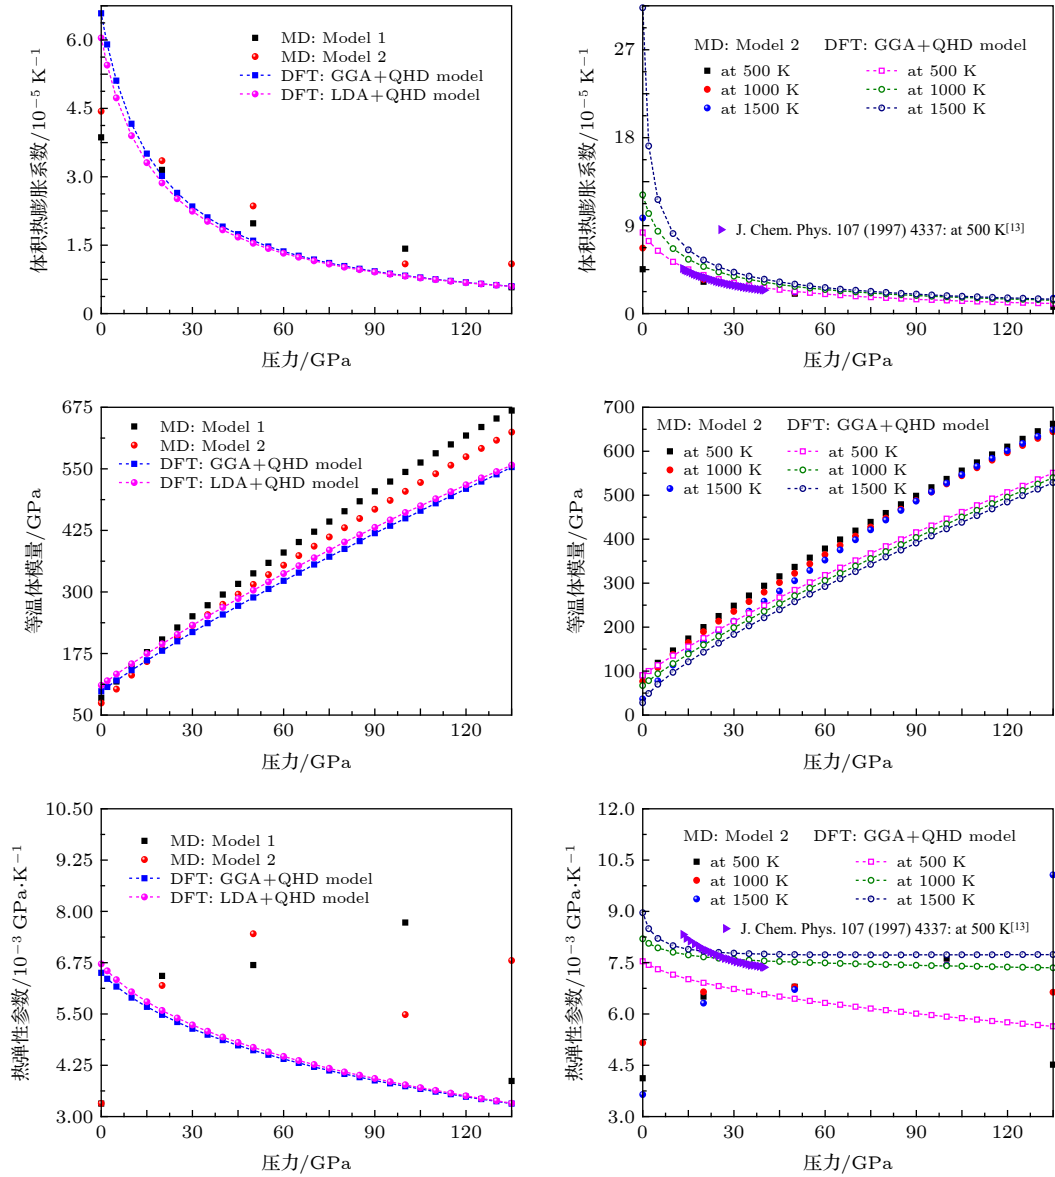 6.0
4.5
3.0
1.5
0
体积热膨胀系数/10⁻⁵ K⁻¹
MD: Model 1
MD: Model 2
DFT: GGA+QHD model
DFT: LDA+QHD model
0 30 60 90 120
压力/GPa
27
18
9
0
体积热膨胀系数/10⁻⁵ K⁻¹
MD: Model 2 DFT: GGA+QHD model
at 500 K at 500 K
at 1000 K at 1000 K
at 1500 K at 1500 K
J. Chem. Phys. 107 (1997) 4337: at 500 K[13]
0 30 60 90 120
压力/GPa
675
550
425
300
175
50
等温体模量/GPa
MD: Model 1
MD: Model 2
DFT: GGA+QHD model
DFT: LDA+QHD model
0 30 60 90 120
压力/GPa
700
600
500
400
300
200
100
0
等温体模量/GPa
MD: Model 2 DFT: GGA+QHD model
at 500 K at 500 K
at 1000 K at 1000 K
at 1500 K at 1500 K
0 30 60 90 120
压力/GPa
10.50
9.25
8.00
6.75
5.50
4.25
3.00
热弹性参数/10⁻³ GPa·K⁻¹
MD: Model 1
MD: Model 2
DFT: GGA+QHD model
DFT: LDA+QHD model
0 30 60 90 120
压力/GPa
12.0
9.0
7.5
6.0
4.5
3.0
热弹性参数/10⁻³ GPa·K⁻¹
MD: Model 2 DFT: GGA+QHD model
at 500 K at 500 K
at 1000 K at 1000 K
at 1500 K at 1500 K
J. Chem. Phys. 107 (1997) 4337: at 500 K[13]
0 30 60 90 120
压力/GPa